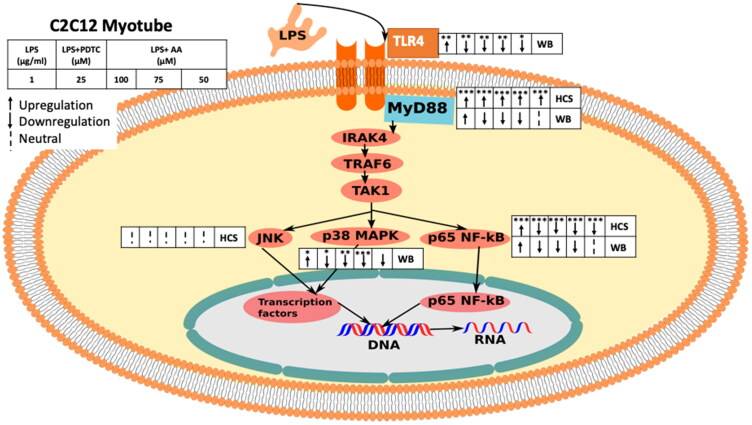 C2C12 Myotube
LPS (μg/ml) LPS+PDTC (μM) LPS+ AA (μM)
1 25 100 75 50
Upregulation
Downregulation
Neutral
LPS
TLR4 ** ** ** ** * WB
MyD88 *** *** *** *** *** HCS
WB
IRAK4
TRAF6
TAK1
HCS JNK p38 MAPK p65 NF-kB *** *** *** *** *** HCS
WB
* * ** *** WB
Transcription factors
p65 NF-kB
DNA
RNA